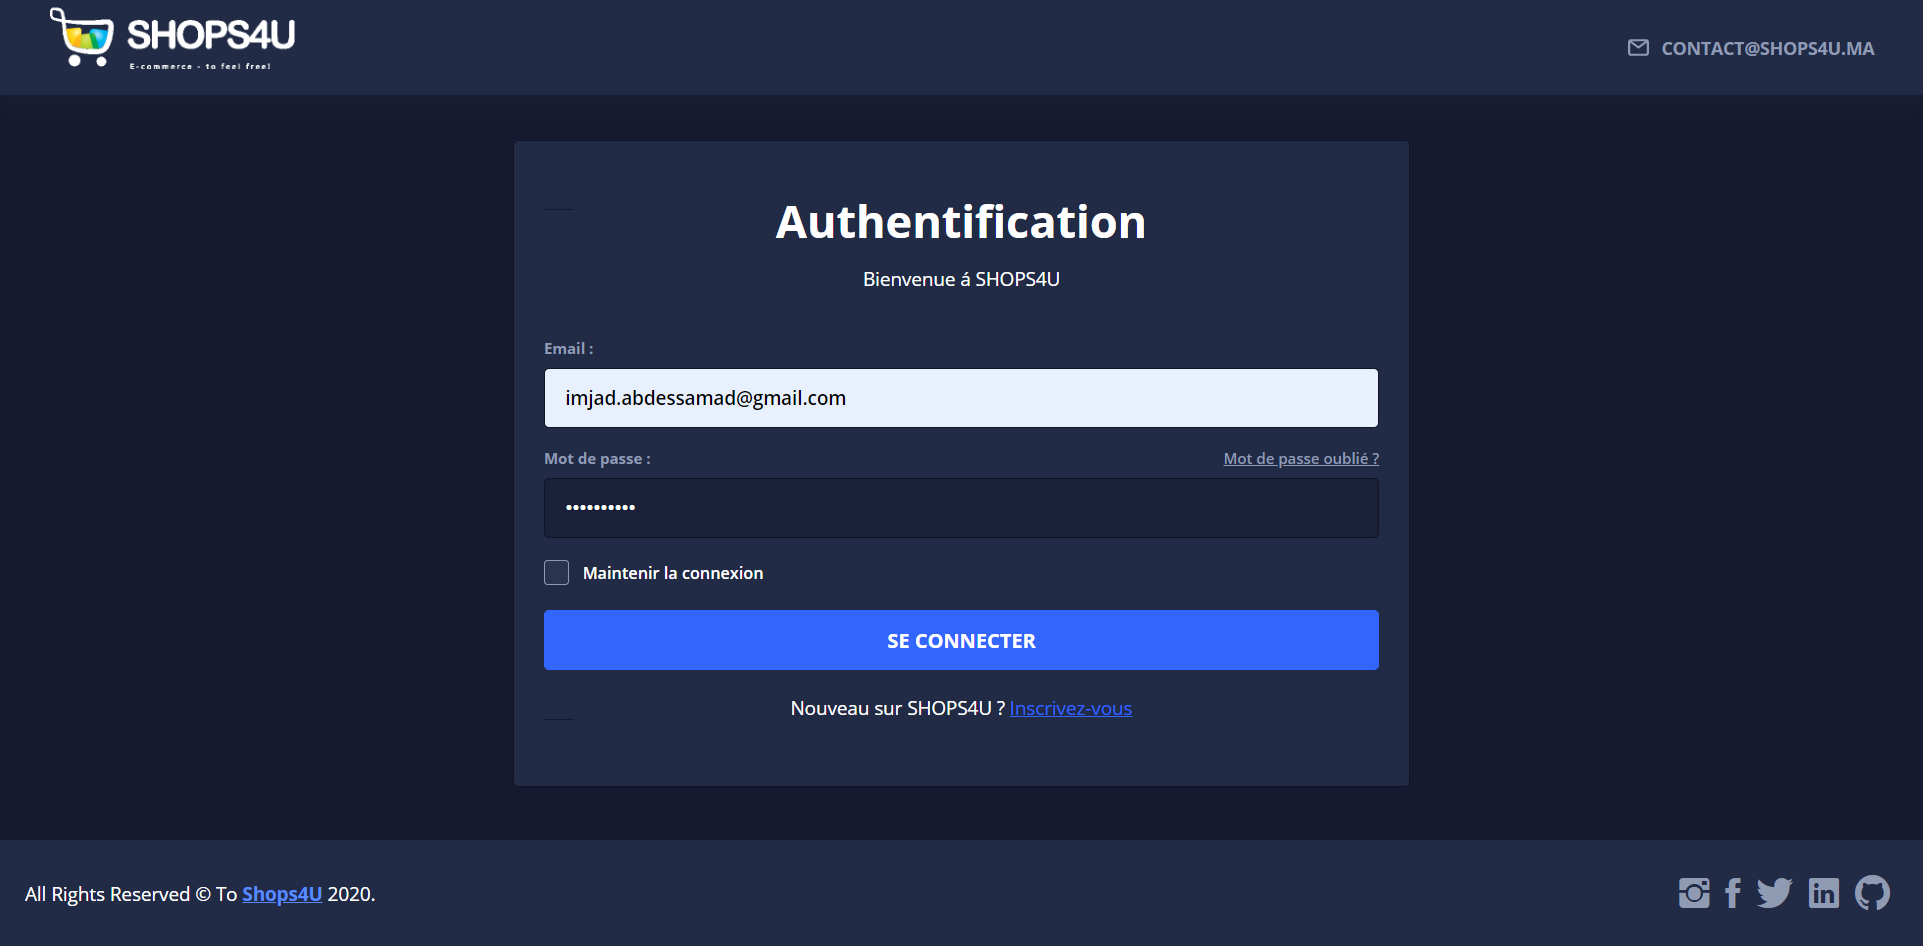 SHOPS4U
E-commerce - to feel free!
CONTACT@SHOPS4U.MA
Authentification
Bienvenue á SHOPS4U
Email :
imjad.abdessamad@gmail.com
Mot de passe :
Mot de passe oublié ?
••••••••••
Maintenir la connexion
SE CONNECTER
Nouveau sur SHOPS4U ? Inscrivez-vous
All Rights Reserved © To Shops4U 2020.